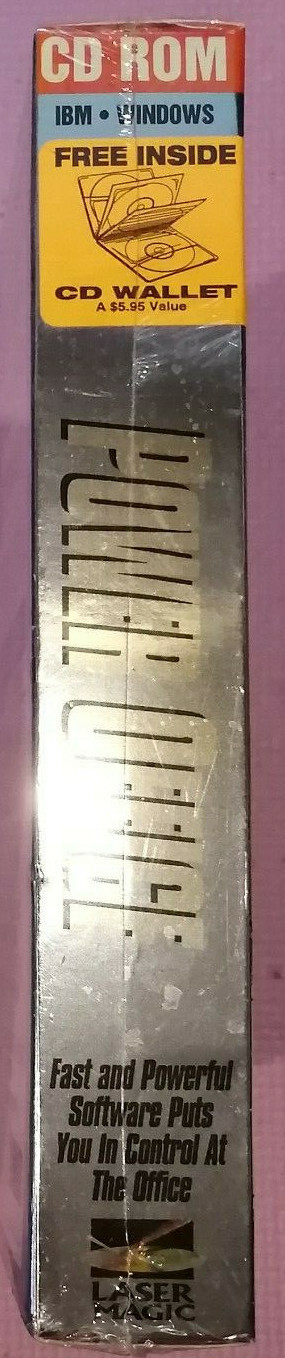 CD ROM
IBM • WINDOWS
FREE INSIDE
CD WALLET
A $5.95 Value
POWER OFFICE
Fast and Powerful
Software Puts
You In Control At
The Office
LASER
MAGIC